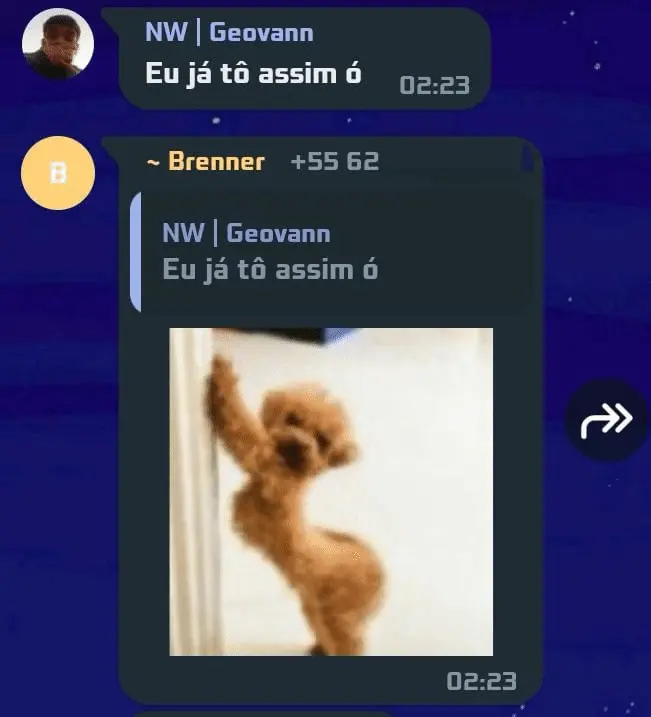 NW | Geovann
Eu já tô assim ó
02:23
B
~ Brenner +55 62
NW | Geovann
Eu já tô assim ó
02:23